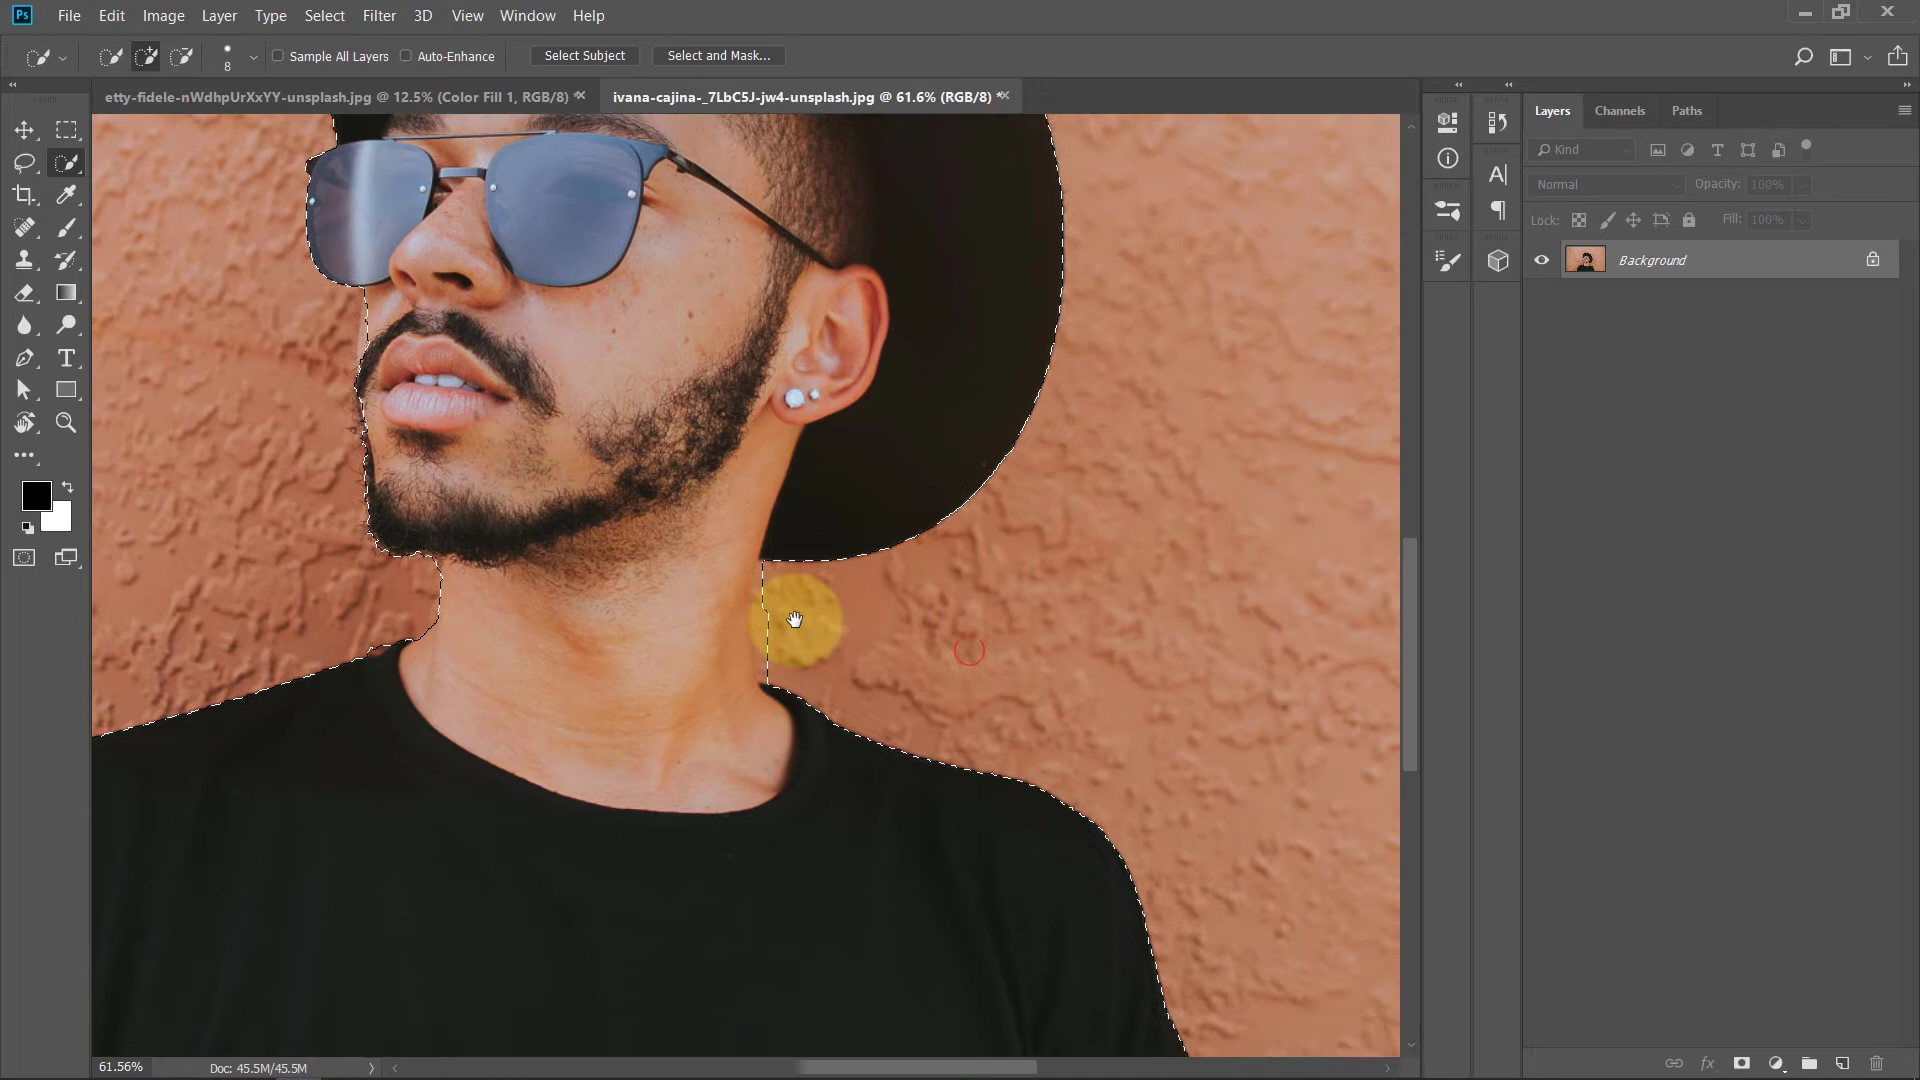 Ps File Edit Image Layer Type Select Filter 3D View Window Help
8 Sample All Layers Auto-Enhance Select Subject Select and Mask...
etty-fidele-nWdhpUrXxYY-unsplash.jpg @ 12.5% (Color Fill 1, RGB/8) * ivana-cajina-_7LbC5J-jw4-unsplash.jpg @ 61.6% (RGB/8) *
Layers Channels Paths
Kind
Normal Opacity: 100%
Lock: Fill: 100%
Background
61.56% Doc: 45.5M/45.5M